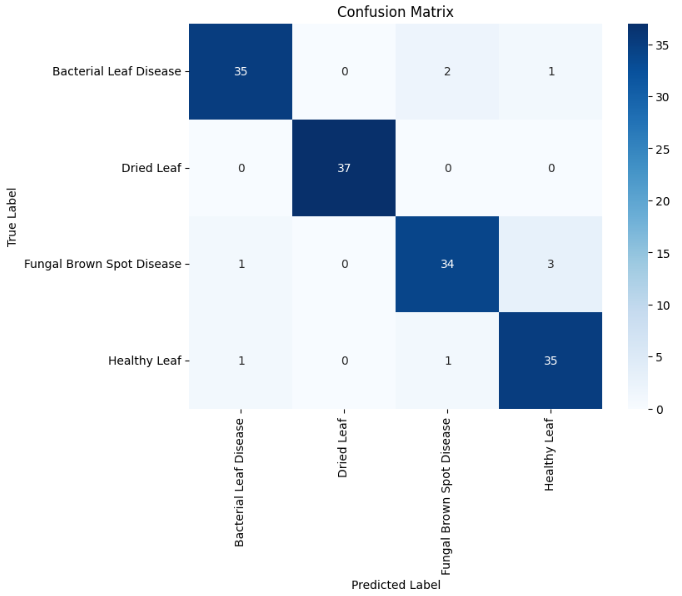 Confusion Matrix
Bacterial Leaf Disease 35 0 2 1
Dried Leaf 0 37 0 0
Fungal Brown Spot Disease 1 0 34 3
Healthy Leaf 1 0 1 35
True Label
Bacterial Leaf Disease
Dried Leaf
Fungal Brown Spot Disease
Healthy Leaf
Predicted Label
35
30
25
20
15
10
5
0